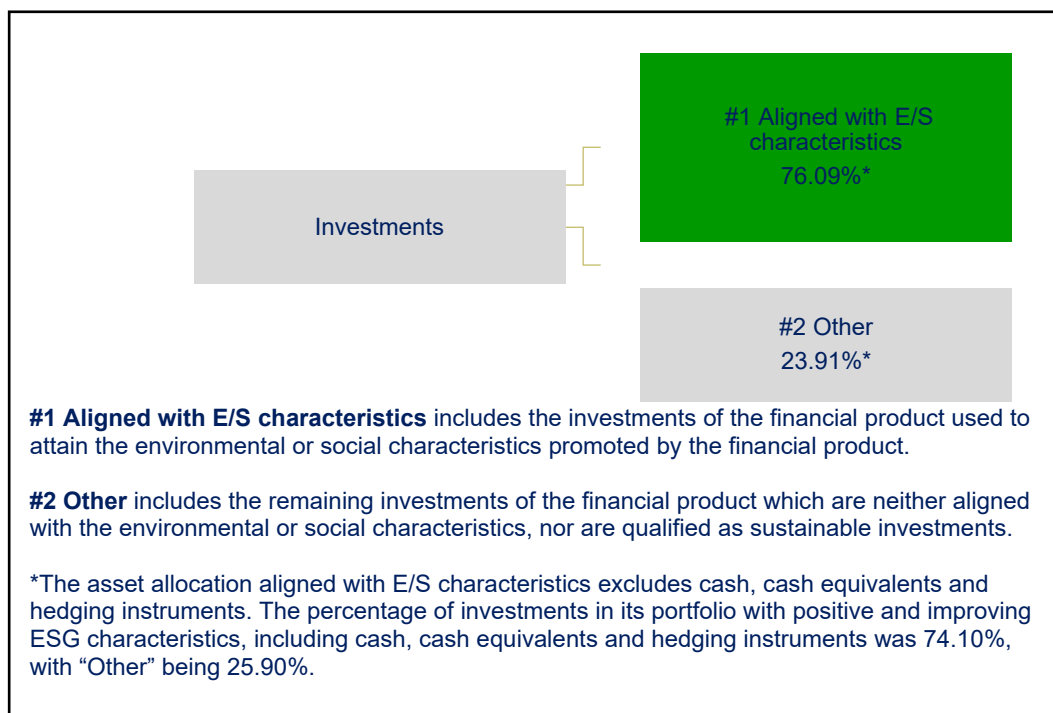 #1 Aligned with E/S
characteristics
76.09%*
Investments
#2 Other
23.91%*
#1 Aligned with E/S characteristics includes the investments of the financial product used to
attain the environmental or social characteristics promoted by the financial product.
#2 Other includes the remaining investments of the financial product which are neither aligned
with the environmental or social characteristics, nor are qualified as sustainable investments.
*The asset allocation aligned with E/S characteristics excludes cash, cash equivalents and
hedging instruments. The percentage of investments in its portfolio with positive and improving
ESG characteristics, including cash, cash equivalents and hedging instruments was 74.10%,
with “Other” being 25.90%.